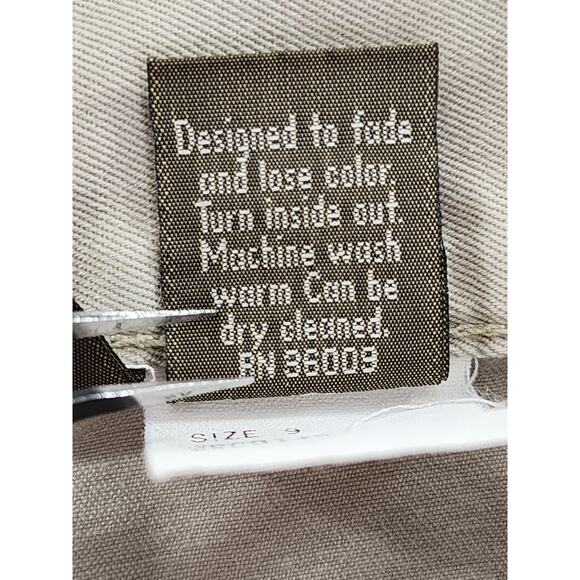 Designed to fade
and lose color.
Turn inside out.
Machine wash
warm Can be
dry cleaned.
RN 36009
SIZE 9